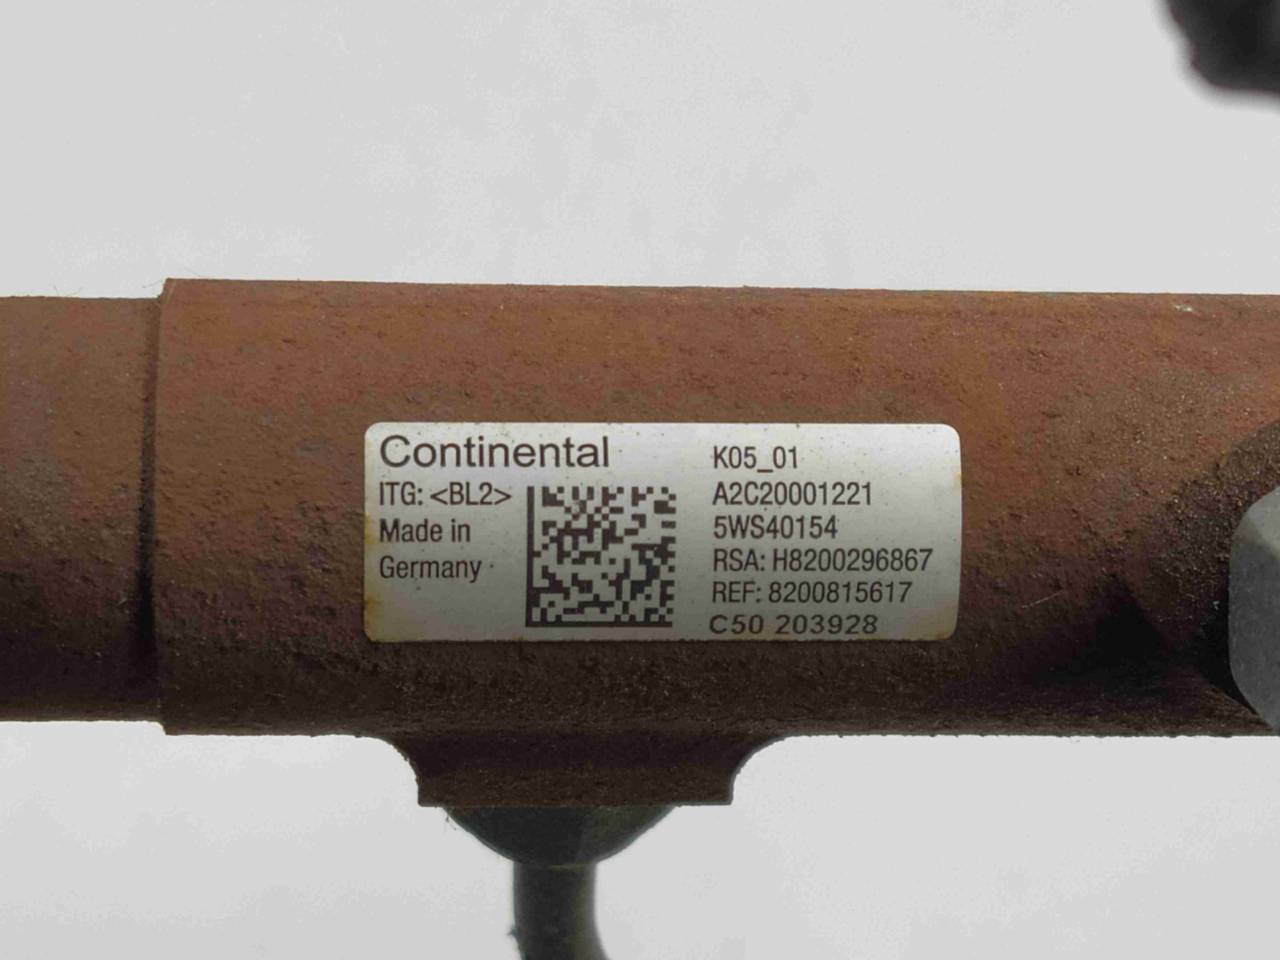 Continental
ITG: <BL2>
Made in
Germany
K05_01
A2C20001221
5WS40154
RSA: H8200296867
REF: 8200815617
C50 203928